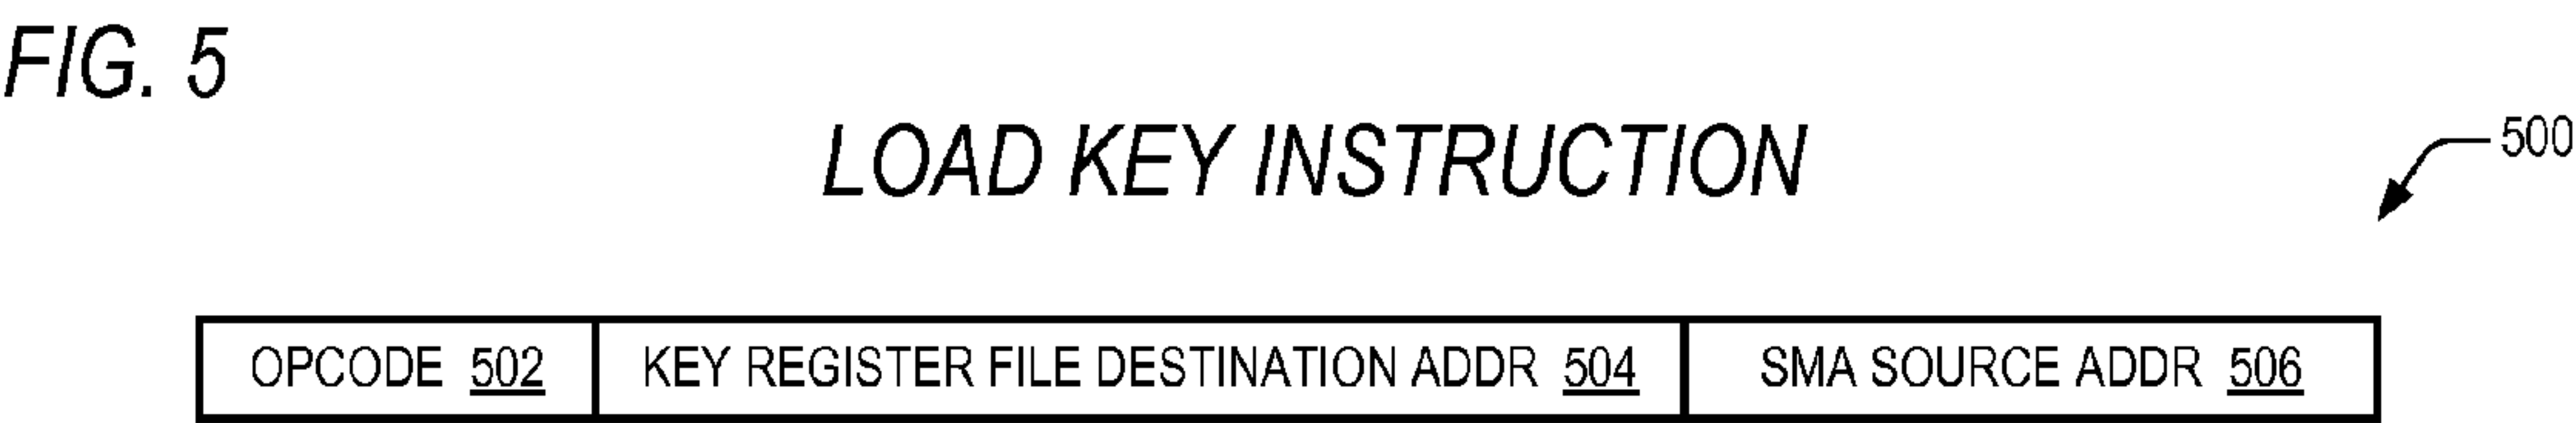 FIG. 5
LOAD KEY INSTRUCTION
500
OPCODE 502 KEY REGISTER FILE DESTINATION ADDR 504 SMA SOURCE ADDR 506